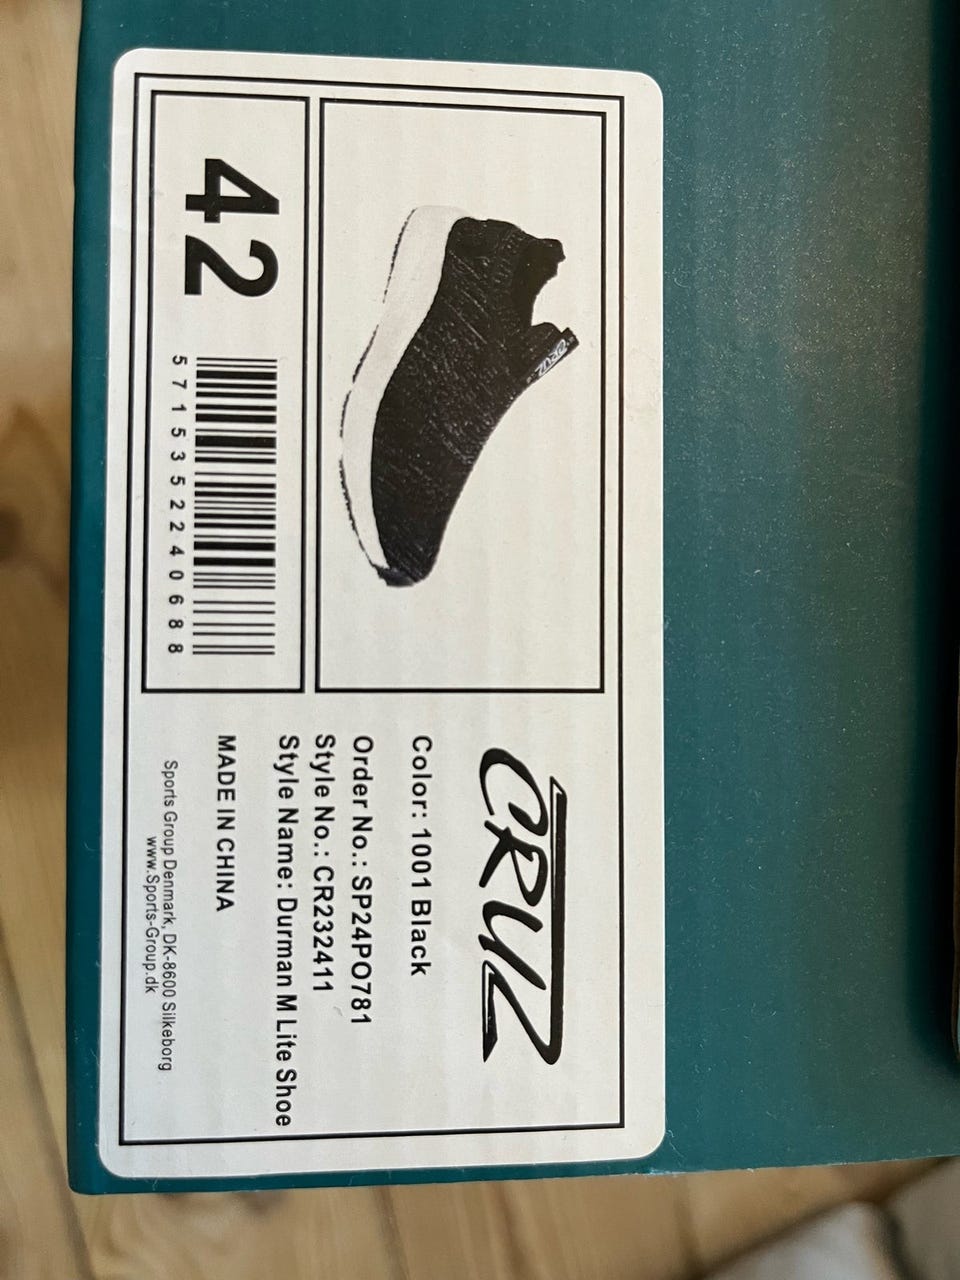 CRUZ
CRUZ
Color: 1001 Black
Order No.: SP24PO781
Style No.: CR232411
Style Name: Durman M Lite Shoe
MADE IN CHINA
Sports Group Denmark, DK-8600 Silkeborg
www.Sports-Group.dk
42
5715352240688